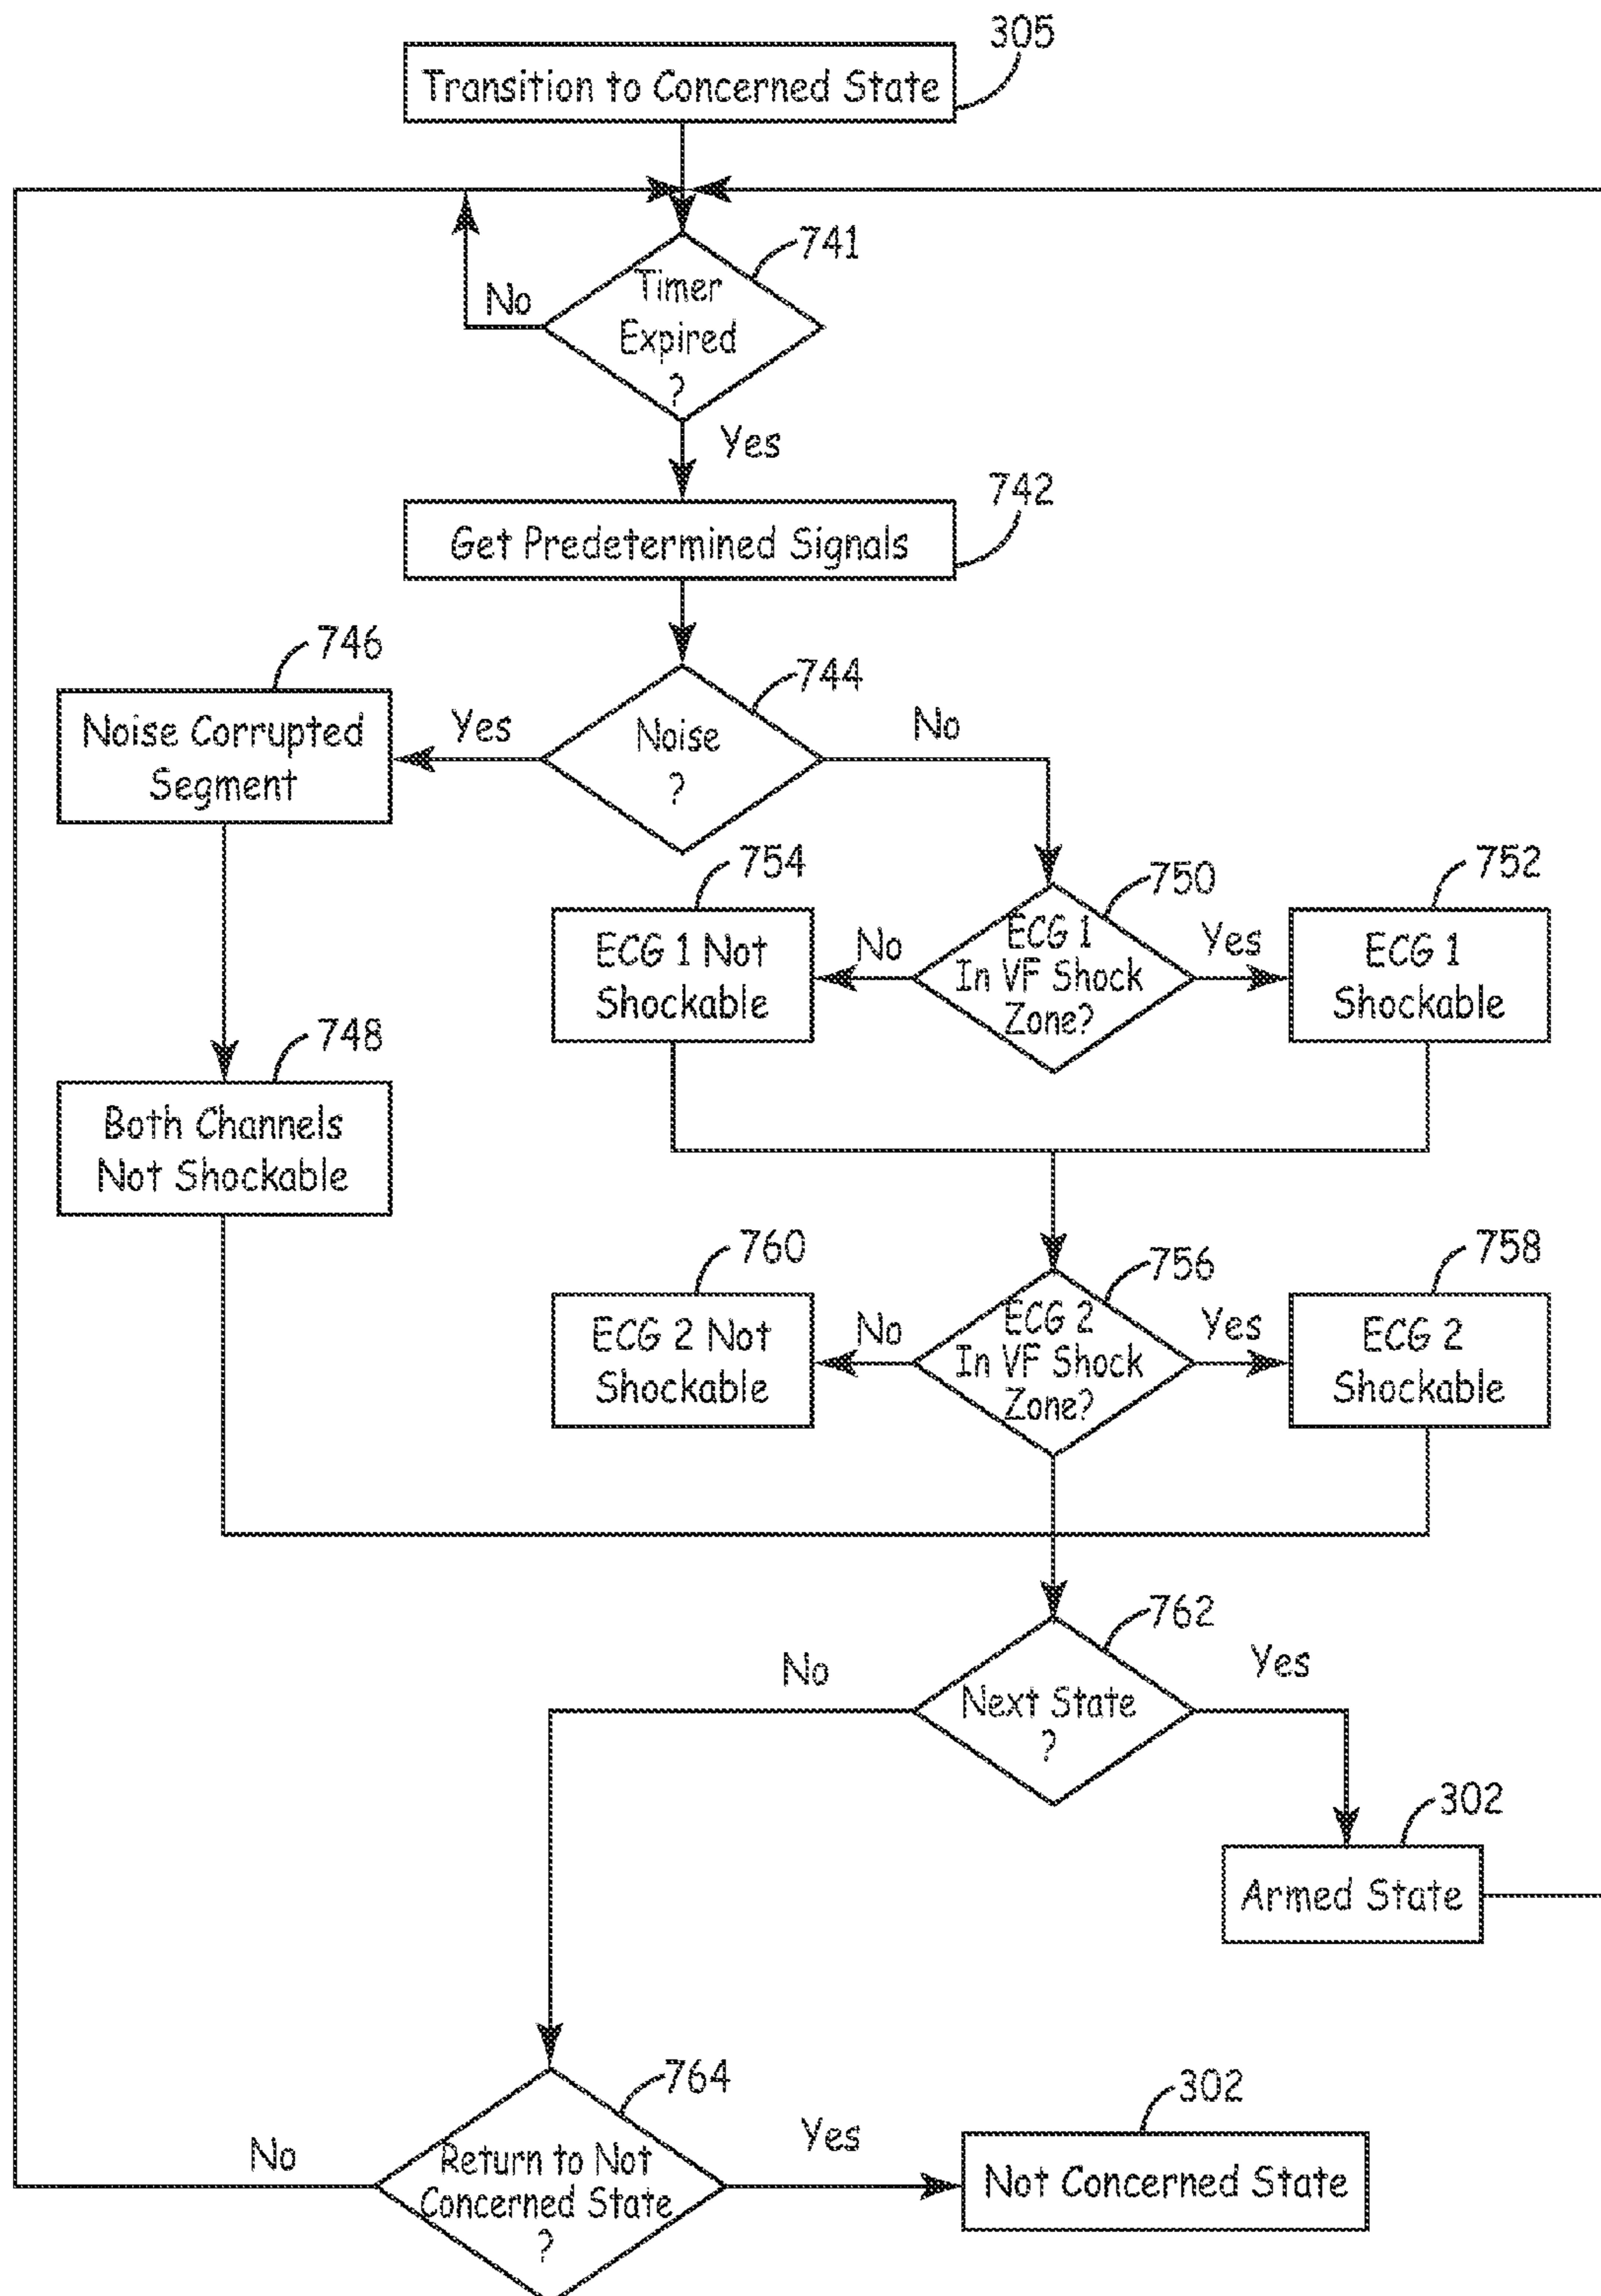 305
Transition to Concerned State
741
Timer
Expired
?
No
Yes
742
Get Predetermined Signals
746
744
Noise Corrupted
Segment
Yes
Noise
?
No
754
750
752
ECG 1 Not
Shockable
No
ECG 1
In VF Shock
Zone?
Yes
ECG 1
Shockable
748
Both Channels
Not Shockable
760
756
758
ECG 2 Not
Shockable
No
ECG 2
In VF Shock
Zone?
Yes
ECG 2
Shockable
762
No
Next State
?
Yes
302
Armed State
764
302
No
Return to Not
Concerned State
?
Yes
Not Concerned State